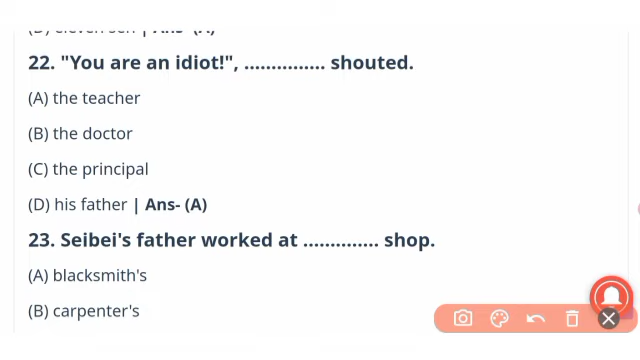 22. "You are an idiot!", ............... shouted.
(A) the teacher
(B) the doctor
(C) the principal
(D) his father | Ans- (A)
23. Seibei's father worked at .............. shop.
(A) blacksmith's
(B) carpenter's